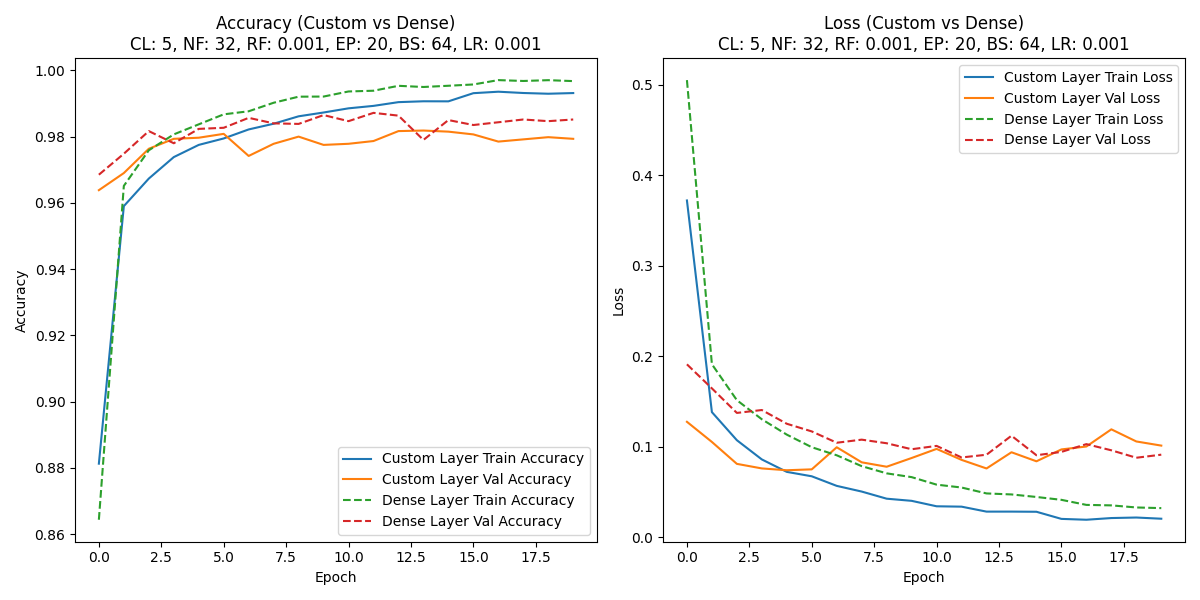 Accuracy (Custom vs Dense)
CL: 5, NF: 32, RF: 0.001, EP: 20, BS: 64, LR: 0.001
1.00
0.98
0.96
0.94
0.92
0.90
0.88
0.86
Accuracy
Custom Layer Train Accuracy
Custom Layer Val Accuracy
Dense Layer Train Accuracy
Dense Layer Val Accuracy
0.0 2.5 5.0 7.5 10.0 12.5 15.0 17.5
Epoch
Loss (Custom vs Dense)
CL: 5, NF: 32, RF: 0.001, EP: 20, BS: 64, LR: 0.001
Custom Layer Train Loss
Custom Layer Val Loss
Dense Layer Train Loss
Dense Layer Val Loss
0.5
0.4
0.3
0.2
0.1
0.0
Loss
0.0 2.5 5.0 7.5 10.0 12.5 15.0 17.5
Epoch